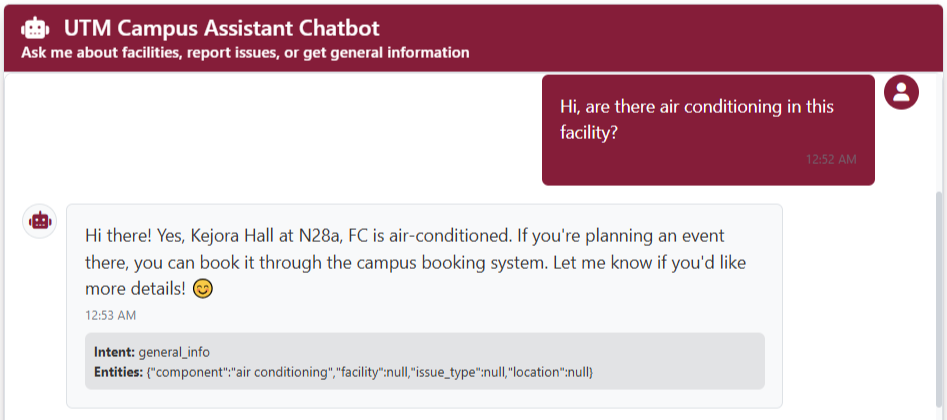 UTM Campus Assistant Chatbot
Ask me about facilities, report issues, or get general information
Hi, are there air conditioning in this
facility?
12:52 AM
Hi there! Yes, Kejora Hall at N28a, FC is air-conditioned. If you're planning an event
there, you can book it through the campus booking system. Let me know if you'd like
more details! 😊
12:53 AM
Intent: general_info
Entities: {"component":"air conditioning","facility":null,"issue_type":null,"location":null}